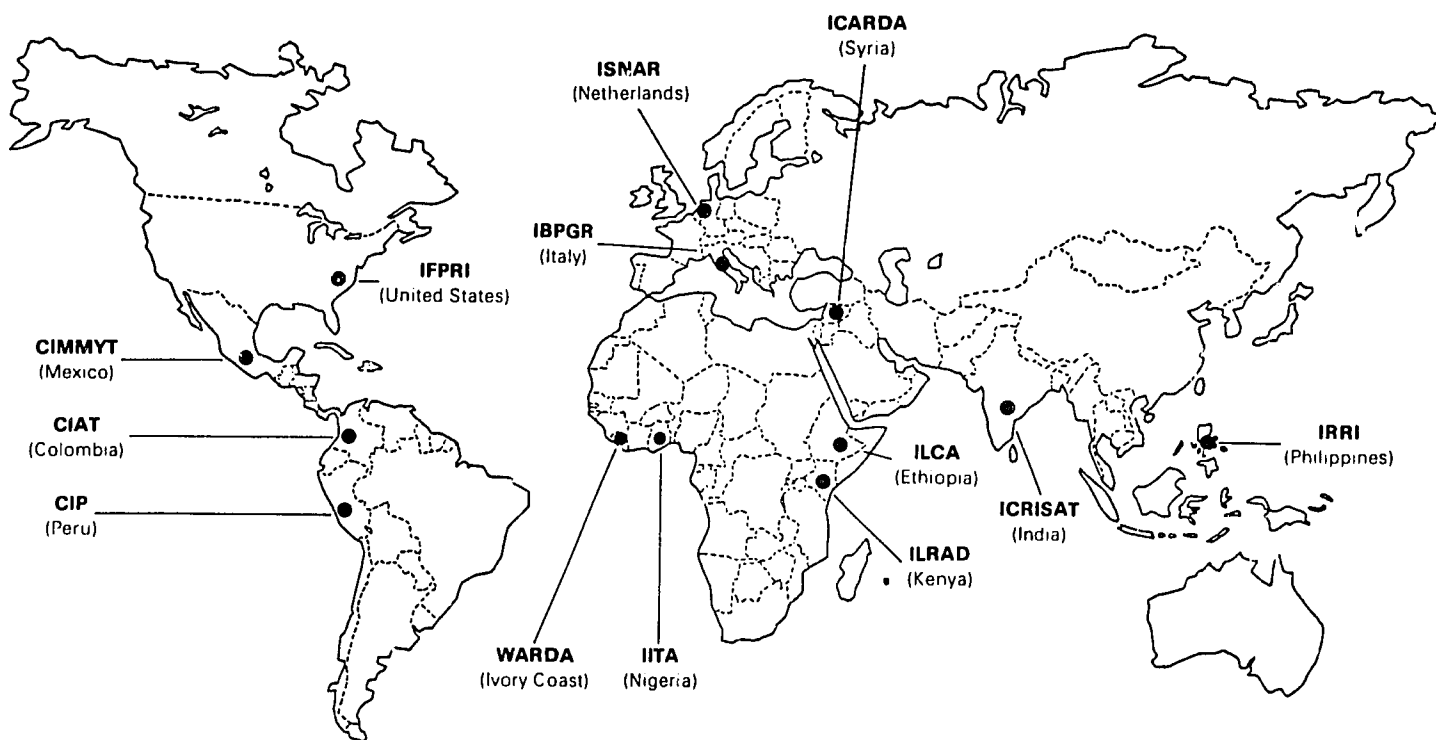 ICARDA
(Syria)
ISNAR
(Netherlands)
IBPGR
(Italy)
IFPRI
(United States)
CIMMYT
(Mexico)
CIAT
(Colombia)
CIP
(Peru)
ILCA
(Ethiopia)
IRRI
(Philippines)
ICRISAT
(India)
ILRAD
(Kenya)
WARDA
(Ivory Coast)
IITA
(Nigeria)